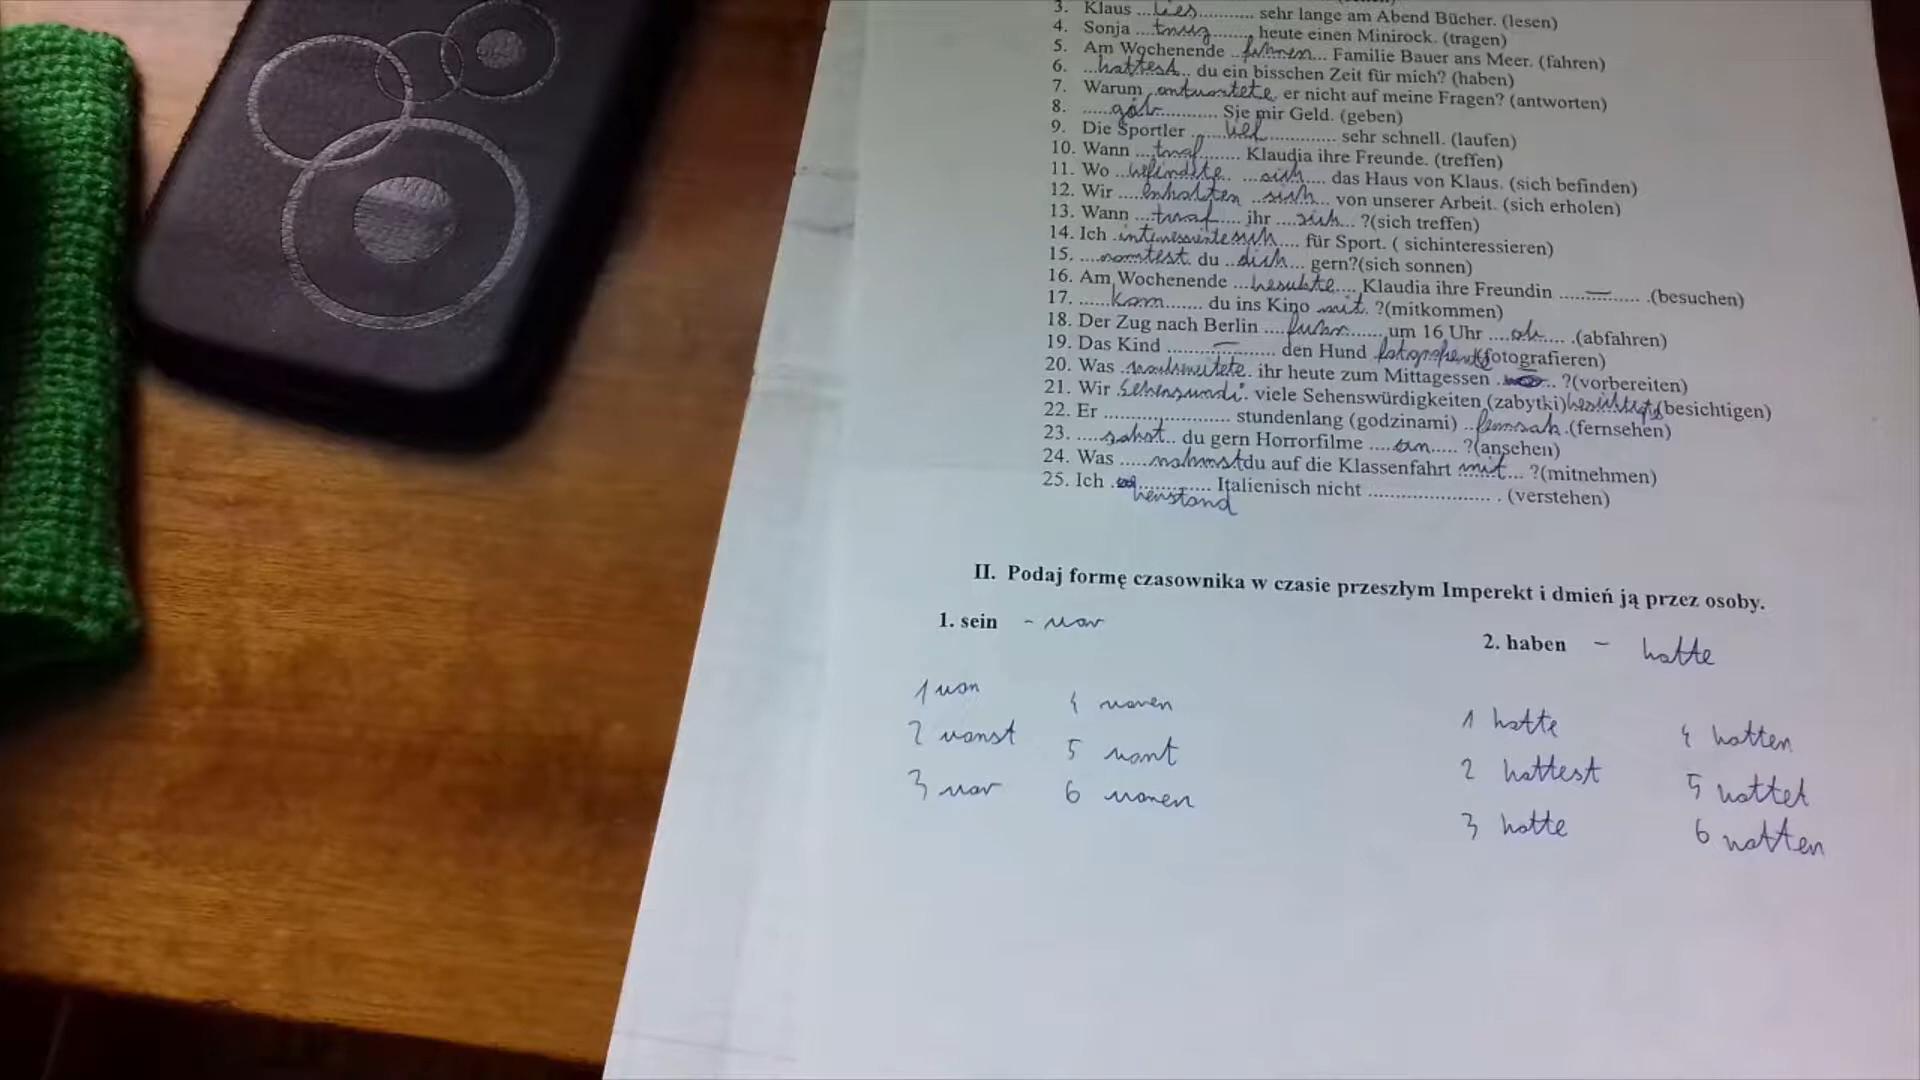 3. Klaus ...lies........... sehr lange am Abend Bücher. (lesen)
4. Sonja ....trug........, heute einen Minirock. (tragen)
5. Am Wochenende ..fuhren.... Familie Bauer ans Meer. (fahren)
6. ...hattest... du ein bisschen Zeit für mich? (haben)
7. Warum antwortete er nicht auf meine Fragen? (antworten)
8. ......gab............. Sie mir Geld. (geben)
9. Die Sportler ......lief............... sehr schnell. (laufen)
10. Wann ....traf........ Klaudia ihre Freunde. (treffen)
11. Wo ..befindete.. ...sich.... das Haus von Klaus. (sich befinden)
12. Wir ....erholten ..sich... von unserer Arbeit. (sich erholen)
13. Wann ...traf..... ihr ....sich... ?(sich treffen)
14. Ich .interessierte sich.... für Sport. ( sichinteressieren)
15. ....sonntest. du ..dich... gern?(sich sonnen)
16. Am Wochenende ...besuchte.... Klaudia ihre Freundin .....—...... .(besuchen)
17. ......kam....... du ins Kino mit. ?(mitkommen)
18. Der Zug nach Berlin ....fuhr......., um 16 Uhr ....ab..... .(abfahren)
19. Das Kind ........—......... den Hund (fotografieren)
20. Was ihr heute zum Mittagessen ... ?(vorbereiten)
21. Wir viele Sehenswürdigkeiten (zabytki) (besichtigen)
22. Er ...................... stundenlang (godzinami) ..fernsah.(fernsehen)
23. .....sahst.. du gern Horrorfilme ....an..... ?(ansehen)
24. Was .....nahmst du auf die Klassenfahrt mit... ?(mitnehmen)
25. Ich ................ Italienisch nicht ..................... . (verstehen)
II. Podaj formę czasownika w czasie przeszłym Imperekt i dmień ją przez osoby.
1. sein - war
2. haben - hatte
1 war 4 waren
2 warst 5 wart
3 war 6 waren
1 hatte 4 hatten
2 hattest 5 hattet
3 hatte 6 hatten